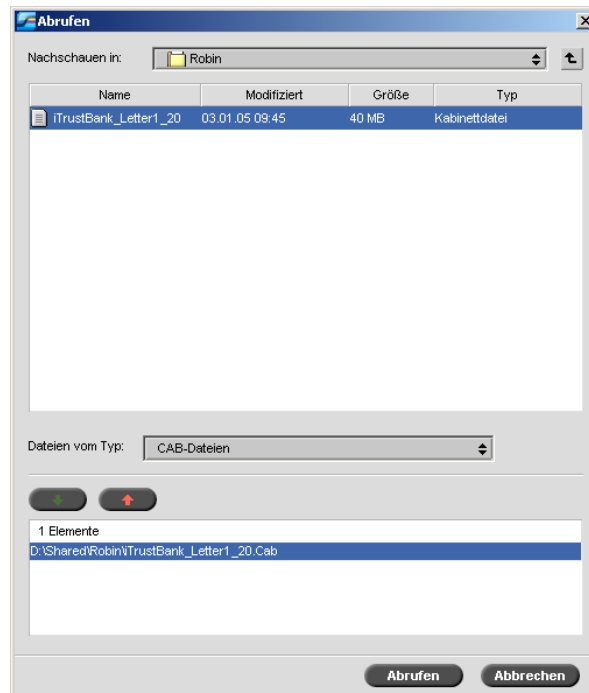 Abrufen
Nachschauen in: Robin
Name Modifiziert Größe Typ
iTrustBank_Letter1_20 03.01.05 09:45 40 MB Kabinettdatei
Dateien vom Typ: CAB-Dateien
1 Elemente
D:\Shared\Robin\iTrustBank_Letter1_20.Cab
Abrufen Abbrechen